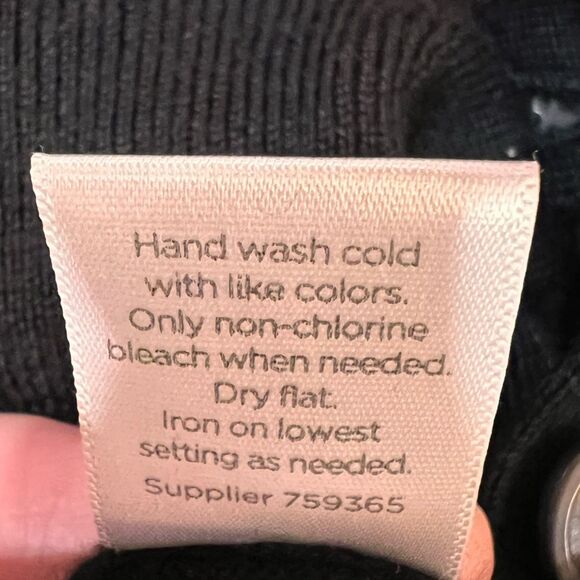 Hand wash cold
with like colors.
Only non-chlorine
bleach when needed.
Dry flat.
Iron on lowest
setting as needed.
Supplier 759365